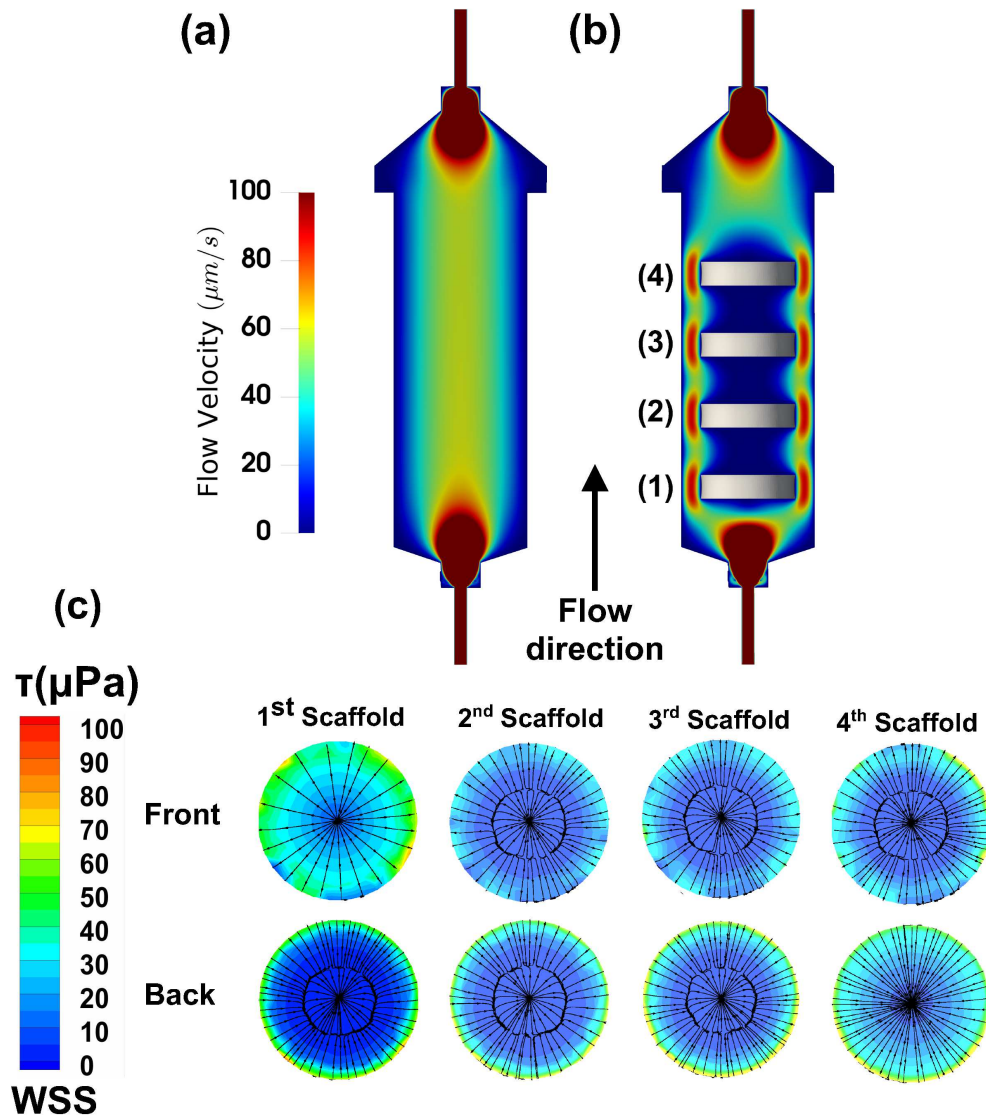 (a)
(b)
100
80
60
40
20
0
Flow Velocity (μm/s)
(4)
(3)
(2)
(1)
Flow
direction
(c)
τ(μPa)
100
90
80
70
60
50
40
30
20
10
0
WSS
1st Scaffold
2nd Scaffold
3rd Scaffold
4th Scaffold
Front
Back